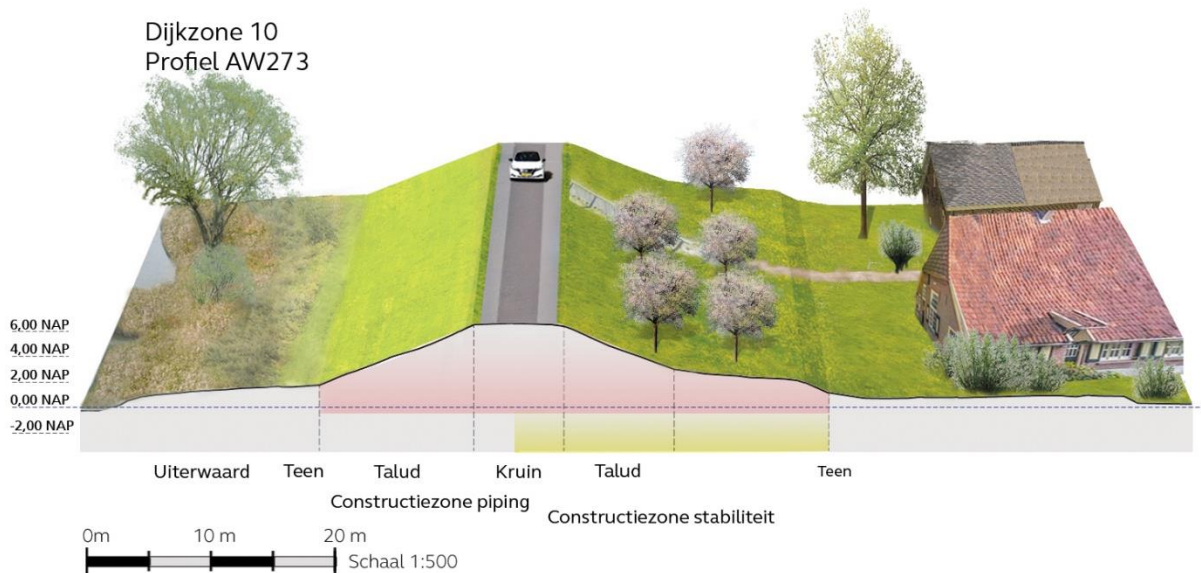 Dijkzone 10
Profiel AW273
6,00 NAP
4,00 NAP
2,00 NAP
0,00 NAP
-2,00 NAP
Uiterwaard Teen Talud Kruin Talud Teen
Constructiezone piping
Constructiezone stabiliteit
0m 10 m 20 m
Schaal 1:500